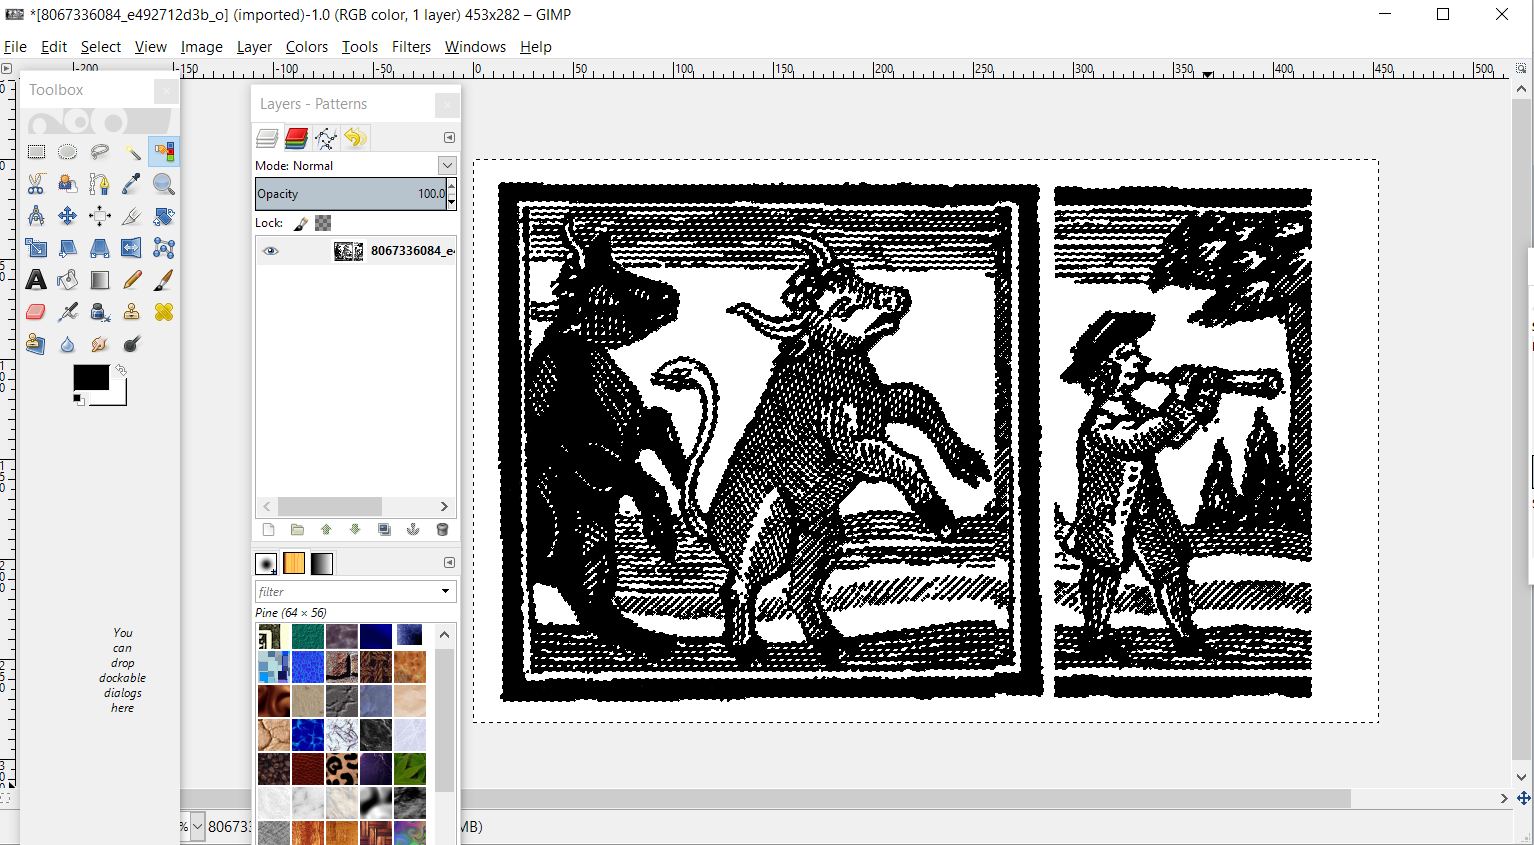 *[8067336084_e492712d3b_o] (imported)-1.0 (RGB color, 1 layer) 453x282 – GIMP
File Edit Select View Image Layer Colors Tools Filters Windows Help
-200 -150 -100 -50 0 50 100 150 200 250 300 350 400 450 500
Toolbox
Layers - Patterns
Mode: Normal
Opacity 100.0
Lock:
8067336084_e
filter
Pine (64 × 56)
You
can
drop
dockable
dialogs
here
% 80673 MB)